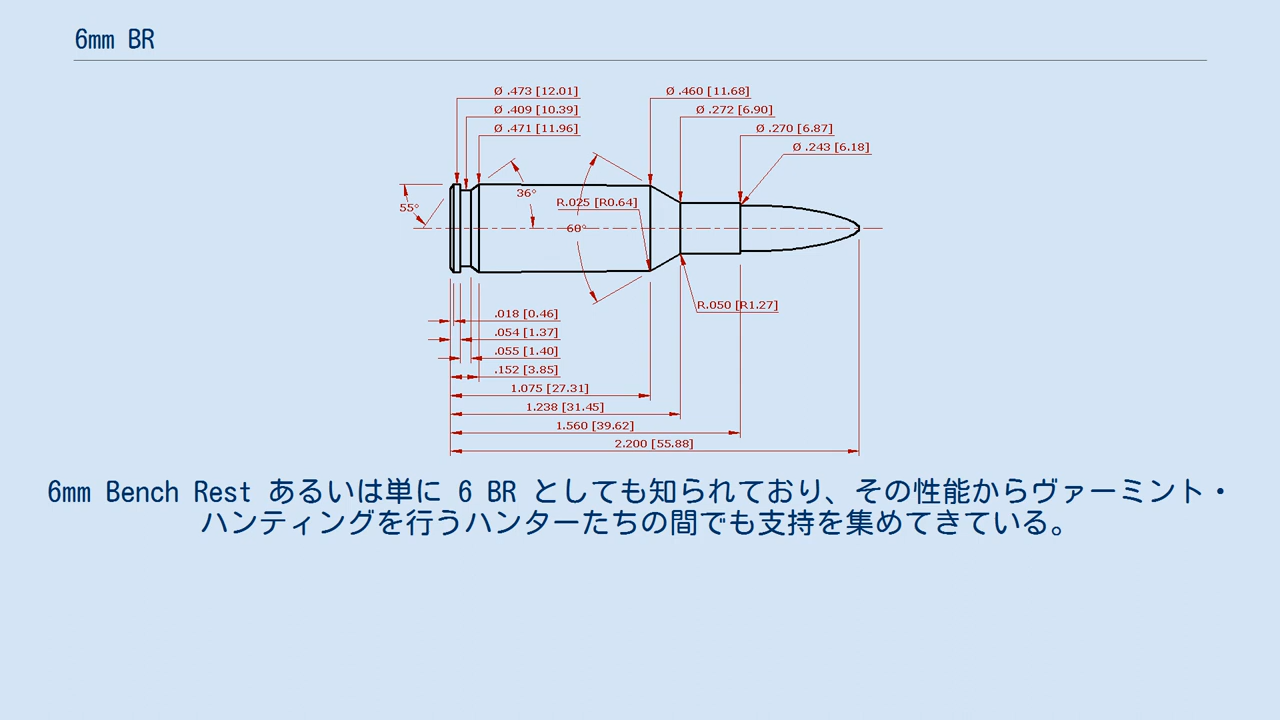 6mm BR
Ø .473 [12.01]
Ø .460 [11.68]
Ø .409 [10.39]
Ø .272 [6.90]
Ø .471 [11.96]
Ø .270 [6.87]
Ø .243 [6.18]
36°
55°
R.025 [R0.64]
60°
R.050 [R1.27]
.018 [0.46]
.054 [1.37]
.055 [1.40]
.152 [3.85]
1.075 [27.31]
1.238 [31.45]
1.560 [39.62]
2.200 [55.88]
6mm Bench Rest あるいは単に 6 BR としても知られており、その性能からヴァーミント・
ハンティングを行うハンターたちの間でも支持を集めてきている。